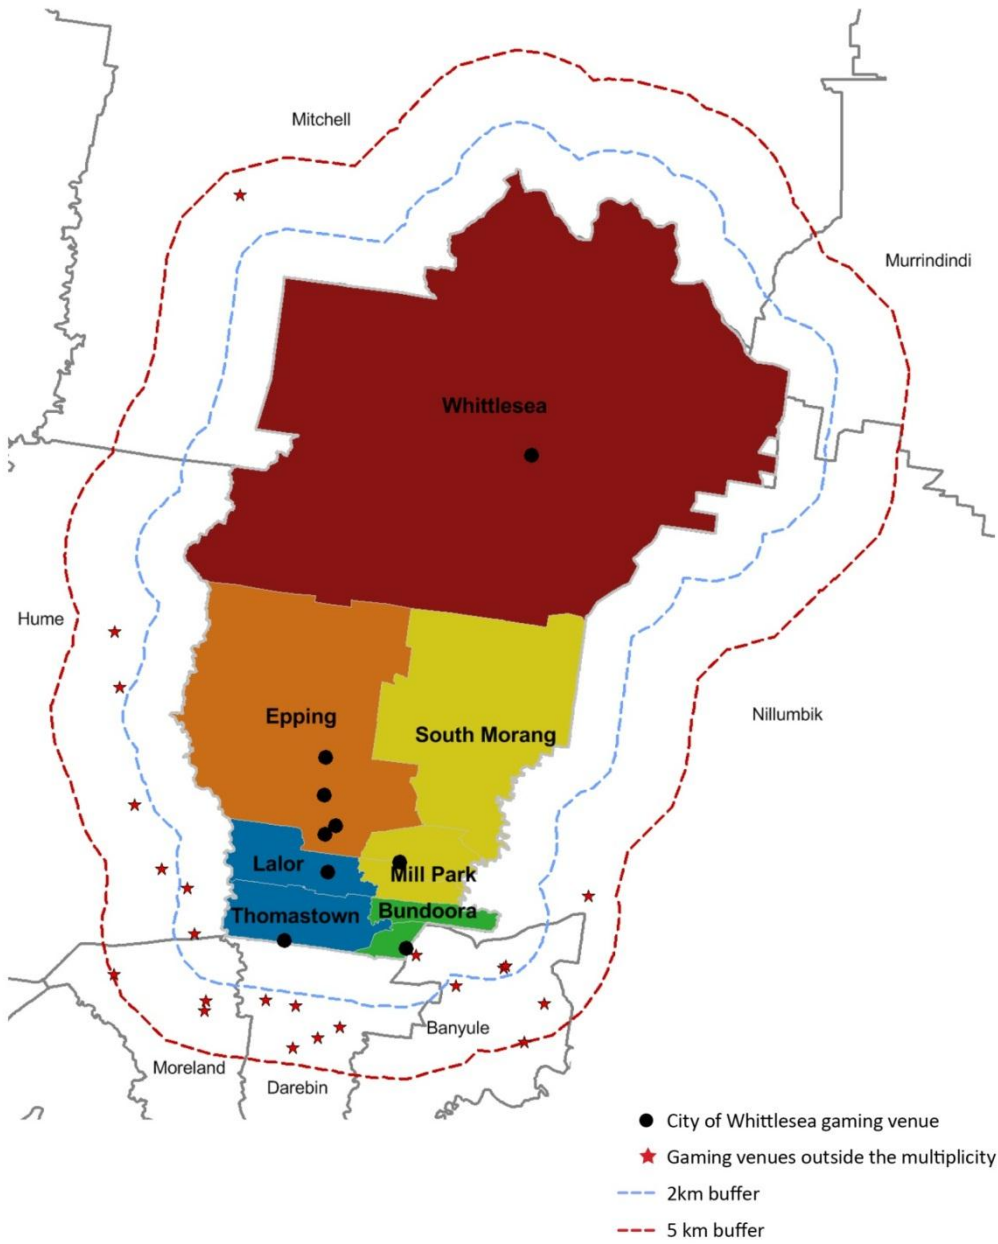 Mitchell
Murrindindi
Whittlesea
Hume
Epping
South Morang
Nillumbik
Lalor
Mill Park
Thomastown
Bundoora
Banyule
Moreland
Darebin
City of Whittlesea gaming venue
Gaming venues outside the multiplicity
2km buffer
5 km buffer